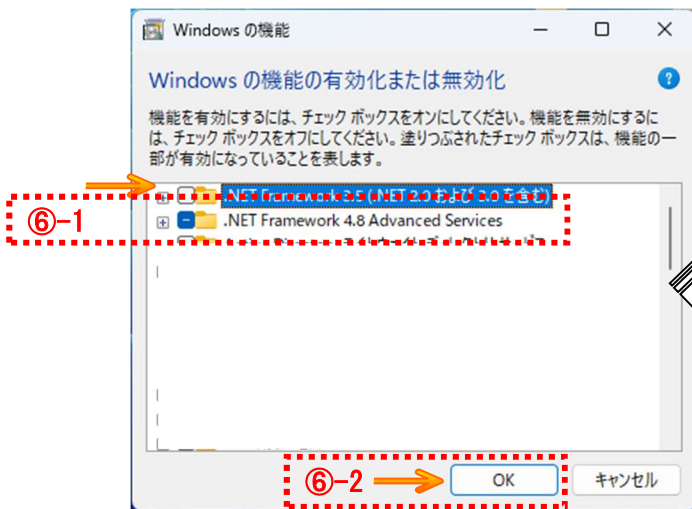 Windows の機能
Windows の機能の有効化または無効化
機能を有効にするには、チェック ボックスをオンにしてください。機能を無効にするに
は、チェック ボックスをオフにしてください。塗りつぶされたチェック ボックスは、機能の一
部が有効になっていることを表します。
.NET Framework 3.5 (.NET 2.0 および 3.0 を含む)
⑥-1
.NET Framework 4.8 Advanced Services
⑥-2
OK
キャンセル